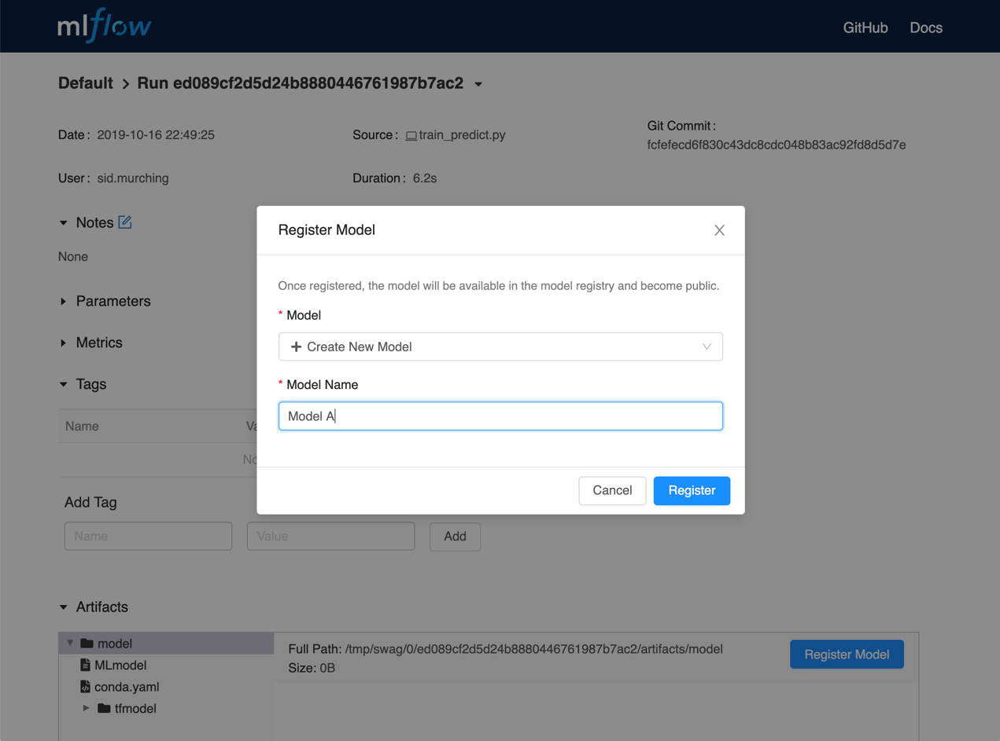 mlflow
GitHub Docs
Default > Run ed089cf2d5d24b8880446761987b7ac2
Date: 2019-10-16 22:49:25
Source: train_predict.py
Git Commit:
fcfefecd6f830c43dc8cdc048b83ac92fd8d5d7e
User: sid.murching
Duration: 6.2s
Notes
None
Parameters
Metrics
Tags
Name Va
No
Add Tag
Name Value Add
Register Model
Once registered, the model will be available in the model registry and become public.
* Model
+ Create New Model
* Model Name
Model A
Cancel Register
Artifacts
model
MLmodel
conda.yaml
tfmodel
Full Path: /tmp/swag/0/ed089cf2d5d24b8880446761987b7ac2/artifacts/model
Size: 0B
Register Model